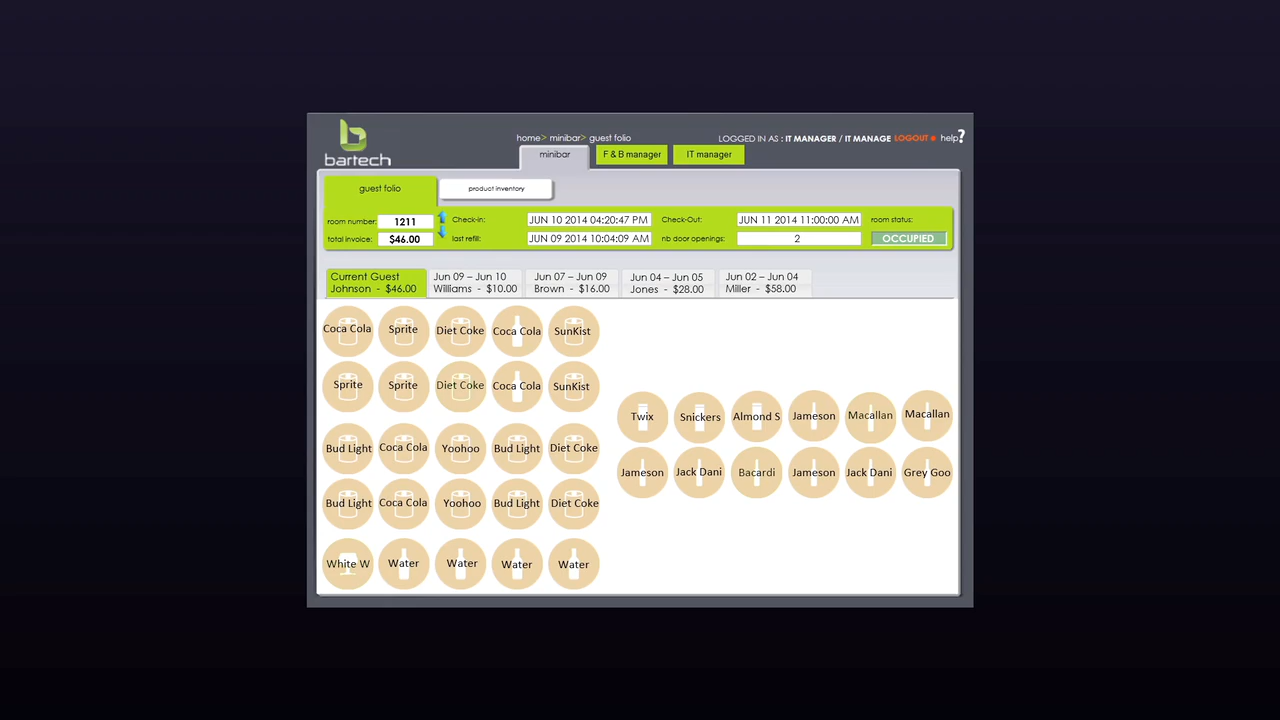 bartech
home> minibar> guest folio
LOGGED IN AS : IT MANAGER / IT MANAGE LOGOUT help?
minibar F & B manager IT manager
guest folio product inventory
room number: 1211 Check-in: JUN 10 2014 04:20:47 PM Check-Out: JUN 11 2014 11:00:00 AM room status:
total invoice: $46.00 last refill: JUN 09 2014 10:04:09 AM nb door openings: 2 OCCUPIED
Current Guest Jun 09 – Jun 10 Jun 07 – Jun 09 Jun 04 – Jun 05 Jun 02 – Jun 04
Johnson - $46.00 Williams - $10.00 Brown - $16.00 Jones - $28.00 Miller - $58.00
Coca Cola Sprite Diet Coke Coca Cola SunKist
Sprite Sprite Diet Coke Coca Cola SunKist
Bud Light Coca Cola Yoohoo Bud Light Diet Coke
Bud Light Coca Cola Yoohoo Bud Light Diet Coke
White W Water Water Water Water
Twix Snickers Almond S Jameson Macallan Macallan
Jameson Jack Dani Bacardi Jameson Jack Dani Grey Goo